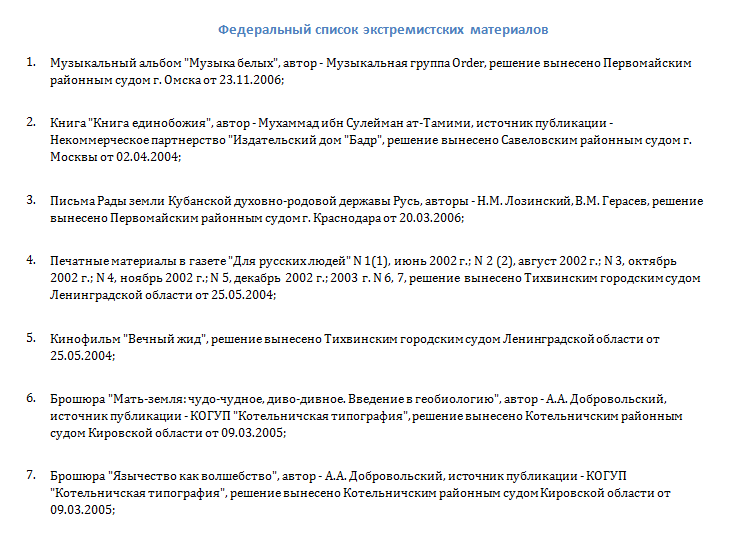 Федеральный список экстремистских материалов
1. Музыкальный альбом "Музыка белых", автор - Музыкальная группа Order, решение вынесено Первомайским
районным судом г. Омска от 23.11.2006;
2. Книга "Книга единобожия", автор - Мухаммад ибн Сулейман ат-Тамими, источник публикации -
Некоммерческое партнерство "Издательский дом "Бадр", решение вынесено Савеловским районным судом г.
Москвы от 02.04.2004;
3. Письма Рады земли Кубанской духовно-родовой державы Русь, авторы - Н.М. Лозинский, В.М. Герасев, решение
вынесено Первомайским районным судом г. Краснодара от 20.03.2006;
4. Печатные материалы в газете "Для русских людей" N 1(1), июнь 2002 г.; N 2 (2), август 2002 г.; N 3, октябрь
2002 г.; N 4, ноябрь 2002 г.; N 5, декабрь 2002 г.; 2003 г. N 6, 7, решение вынесено Тихвинским городским судом
Ленинградской области от 25.05.2004;
5. Кинофильм "Вечный жид", решение вынесено Тихвинским городским судом Ленинградской области от
25.05.2004;
6. Брошюра "Мать-земля: чудо-чудное, диво-дивное. Введение в геобиологию", автор - А.А. Добровольский,
источник публикации - КОГУП "Котельничская типография", решение вынесено Котельничским районным
судом Кировской области от 09.03.2005;
7. Брошюра "Язычество как волшебство", автор - А.А. Добровольский, источник публикации - КОГУП
"Котельничская типография", решение вынесено Котельничским районным судом Кировской области от
09.03.2005;